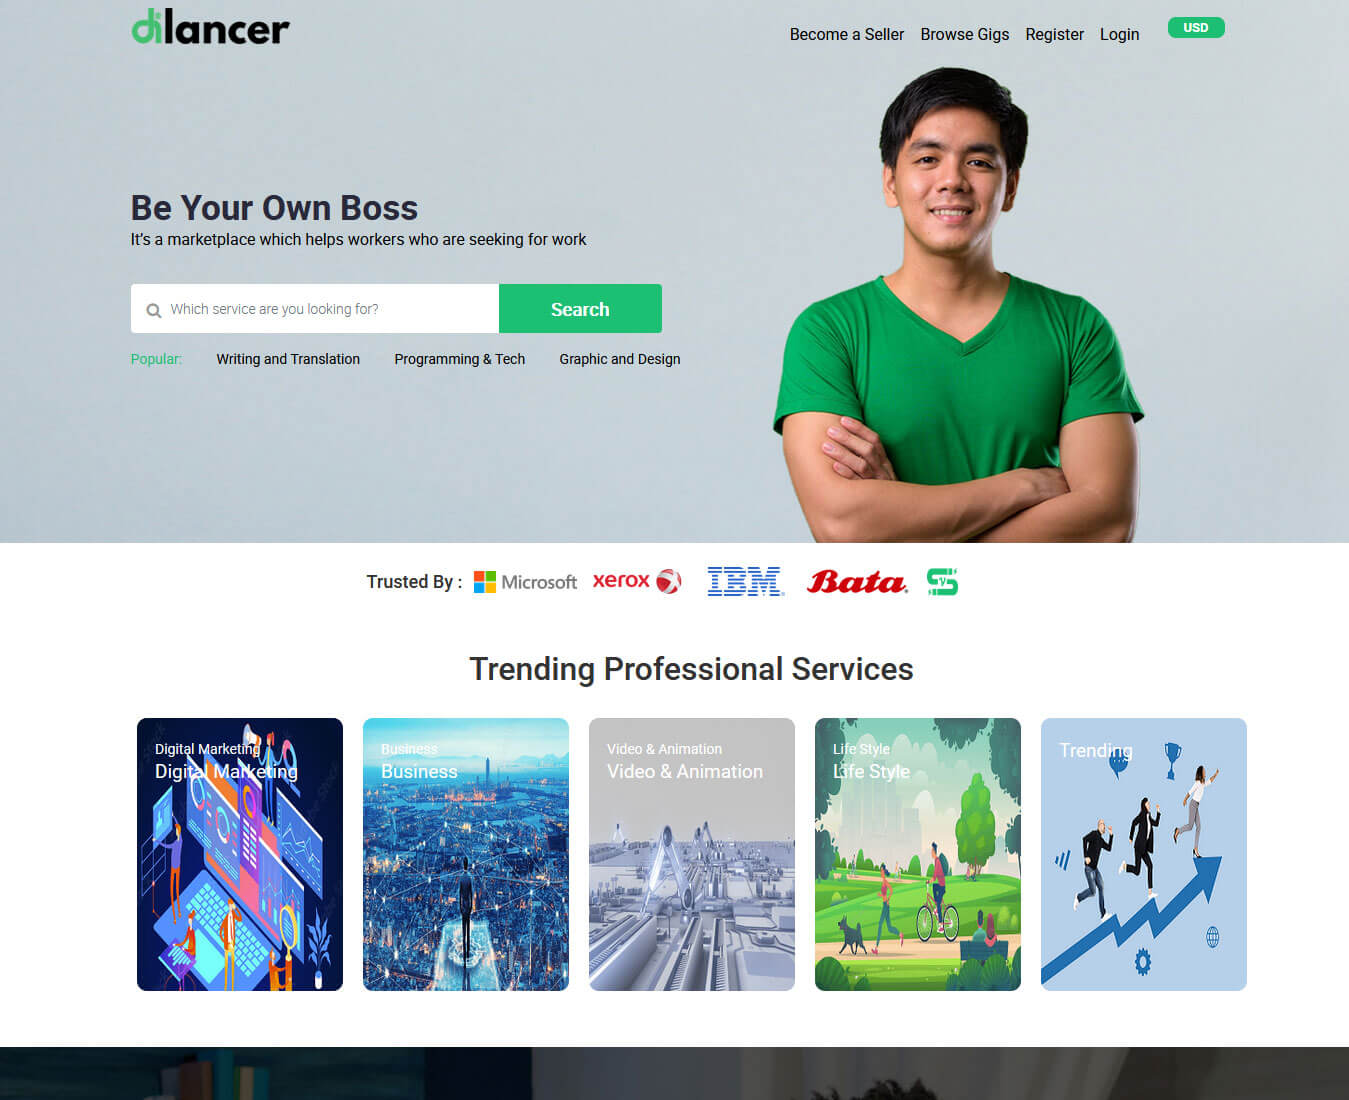 dilancer
Become a Seller Browse Gigs Register Login USD
Be Your Own Boss
It's a marketplace which helps workers who are seeking for work
Which service are you looking for? Search
Popular: Writing and Translation Programming & Tech Graphic and Design
Trusted By : Microsoft xerox IBM Bata
Trending Professional Services
Digital Marketing
Digital Marketing
Business
Business
Video & Animation
Video & Animation
Life Style
Life Style
Trending